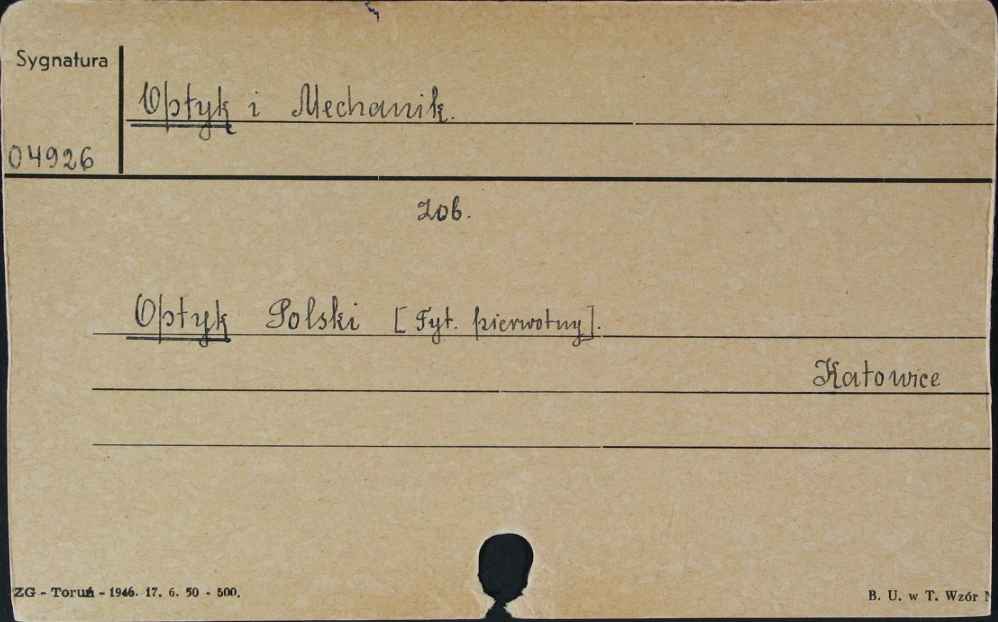 Sygnatura
Optyk i Mechanik.
04926
Zob.
Optyk Polski [Tyt. pierwotny].
Katowice
ZG - Toruń - 1946. 17. 6. 50 - 500.
B. U. w T. Wzór